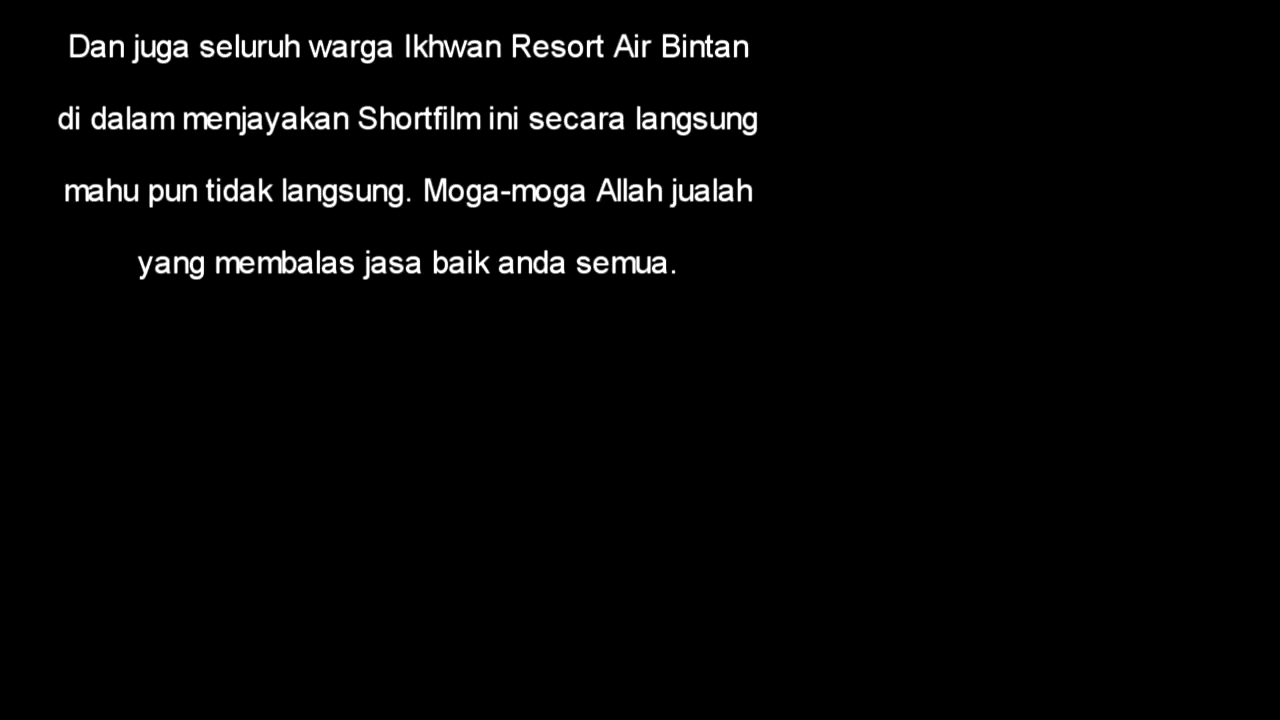 Dan juga seluruh warga Ikhwan Resort Air Bintan
di dalam menjayakan Shortfilm ini secara langsung
mahu pun tidak langsung. Moga-moga Allah jualah
yang membalas jasa baik anda semua.